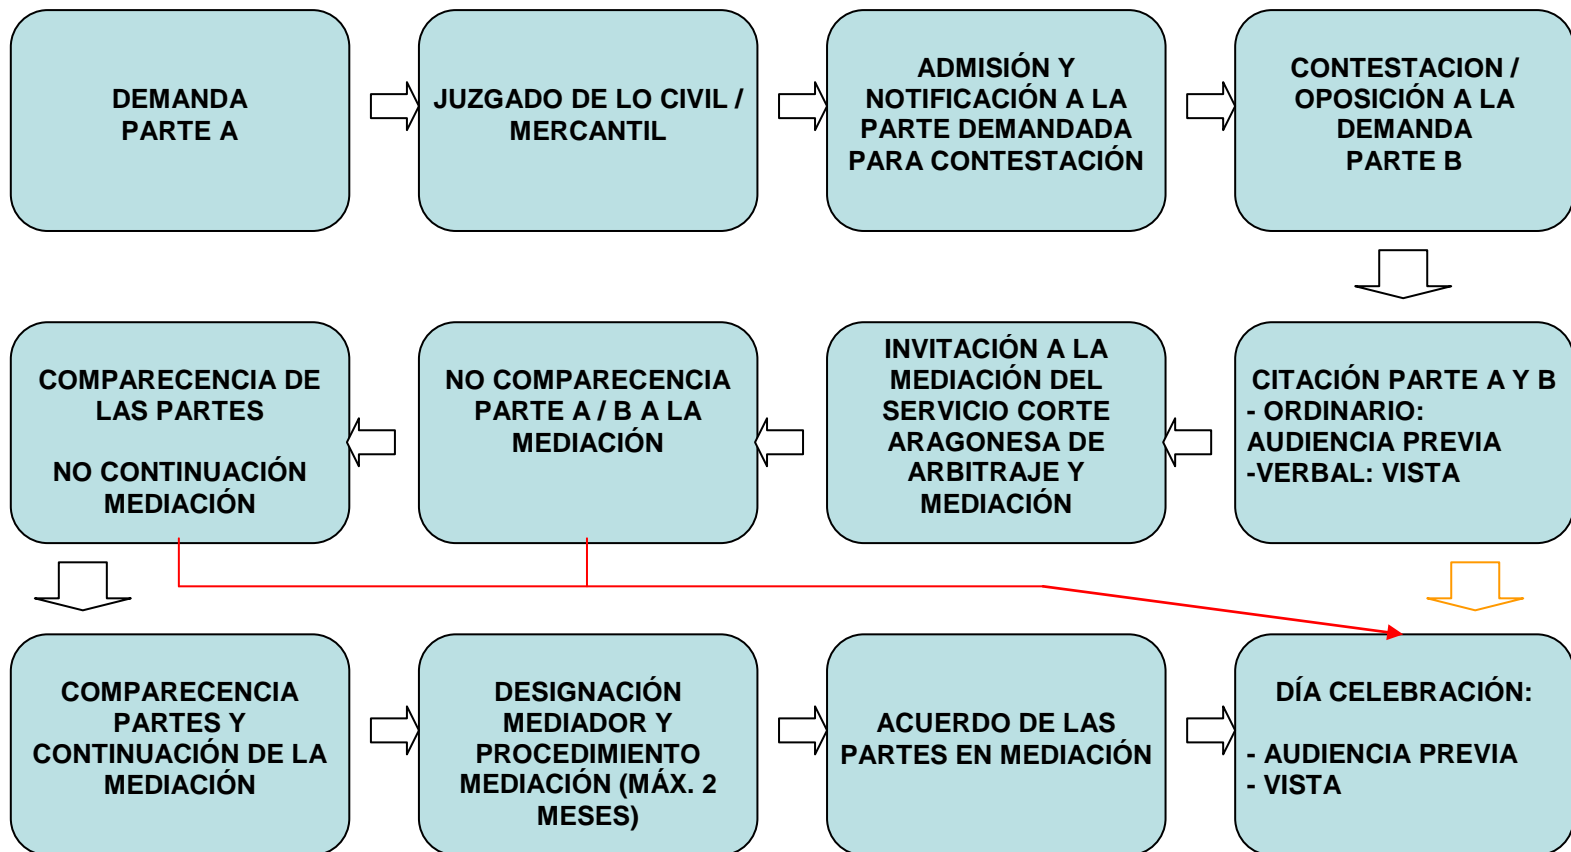 DEMANDA
PARTE A
JUZGADO DE LO CIVIL /
MERCANTIL
ADMISIÓN Y
NOTIFICACIÓN A LA
PARTE DEMANDADA
PARA CONTESTACIÓN
CONTESTACION /
OPOSICIÓN A LA
DEMANDA
PARTE B
COMPARECENCIA DE
LAS PARTES
NO CONTINUACIÓN
MEDIACIÓN
NO COMPARECENCIA
PARTE A / B A LA
MEDIACIÓN
INVITACIÓN A LA
MEDIACIÓN DEL
SERVICIO CORTE
ARAGONESA DE
ARBITRAJE Y
MEDIACIÓN
CITACIÓN PARTE A Y B
- ORDINARIO:
AUDIENCIA PREVIA
-VERBAL: VISTA
COMPARECENCIA
PARTES Y
CONTINUACIÓN DE LA
MEDIACIÓN
DESIGNACIÓN
MEDIADOR Y
PROCEDIMIENTO
MEDIACIÓN (MÁX. 2
MESES)
ACUERDO DE LAS
PARTES EN MEDIACIÓN
DÍA CELEBRACIÓN:
- AUDIENCIA PREVIA
- VISTA